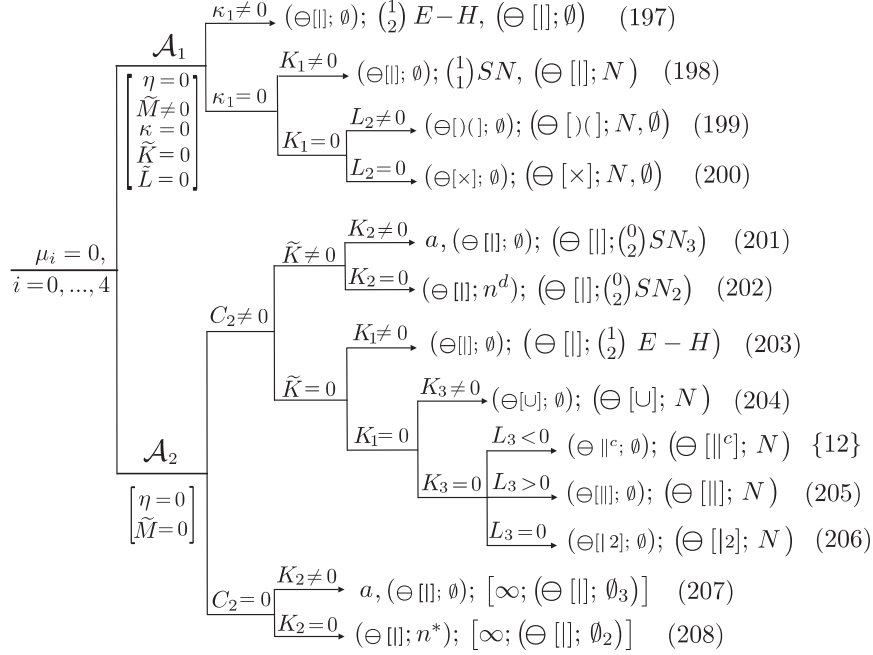 κ₁≠0 (⊖[|]; ∅); (1 2) E−H, (⊖[|]; ∅) (197)
𝒜₁
[η=0
M̃≠0
κ=0
K̃=0
L̃=0]
κ₁=0
K₁≠0 (⊖[|]; ∅); (1 1)SN, (⊖[|]; N) (198)
K₁=0
L₂≠0 (⊖[)(]; ∅); (⊖[)(]; N, ∅) (199)
L₂=0 (⊖[×]; ∅); (⊖[×]; N, ∅) (200)
μᵢ=0,
i=0, ..., 4
C₂≠0
K̃≠0
K₂≠0 a, (⊖[|]; ∅); (⊖[|]; (0 2)SN₃) (201)
K₂=0 (⊖[|]; nᵈ); (⊖[|]; (0 2)SN₂) (202)
K̃=0
K₁≠0 (⊖[|]; ∅); (⊖[|]; (1 2) E−H) (203)
K₁=0
K₃≠0 (⊖[∪]; ∅); (⊖[∪]; N) (204)
K₃=0
L₃<0 (⊖ ‖ᶜ; ∅); (⊖[‖ᶜ]; N) {12}
L₃>0 (⊖[‖]; ∅); (⊖[‖]; N) (205)
L₃=0 (⊖[|2]; ∅); (⊖[|2]; N) (206)
𝒜₂
[η=0
M̃=0]
C₂=0
K₂≠0 a, (⊖[|]; ∅); [∞; (⊖[|]; ∅₃)] (207)
K₂=0 (⊖[|]; n*); [∞; (⊖[|]; ∅₂)] (208)